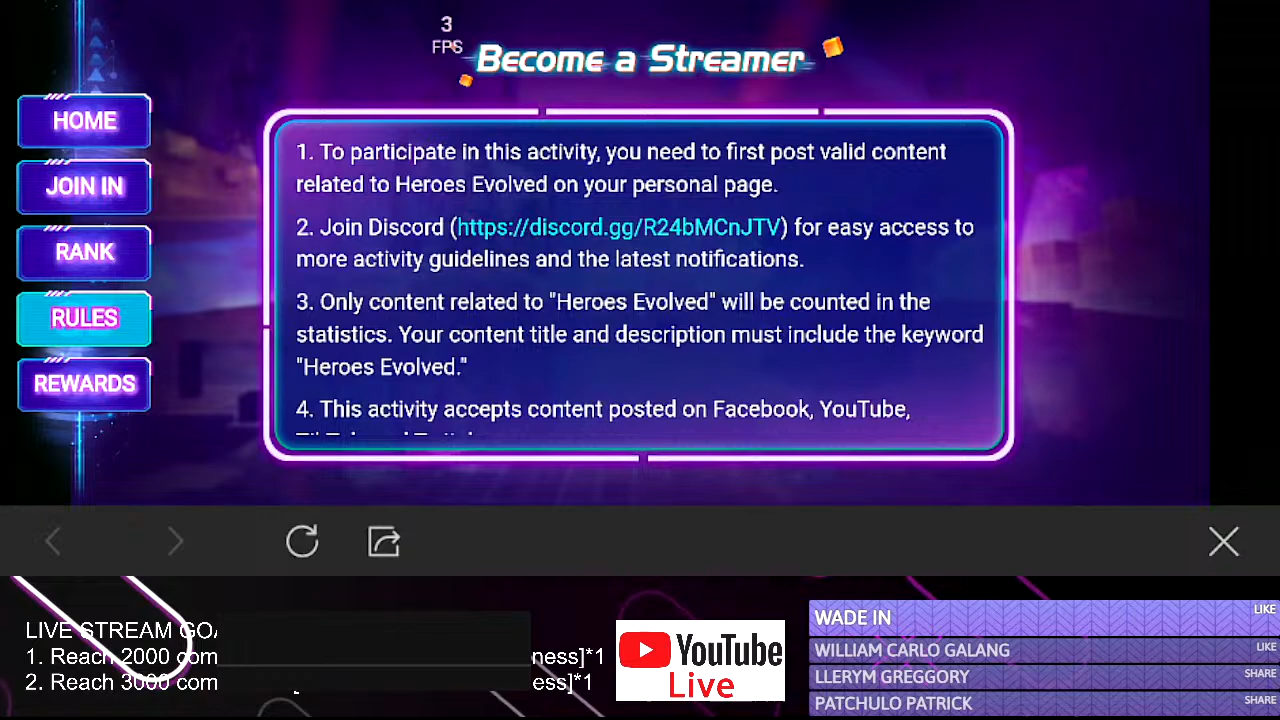 3
FPS
Become a Streamer
HOME
JOIN IN
RANK
RULES
REWARDS
1. To participate in this activity, you need to first post valid content
related to Heroes Evolved on your personal page.
2. Join Discord (https://discord.gg/R24bMCnJTV) for easy access to
more activity guidelines and the latest notifications.
3. Only content related to "Heroes Evolved" will be counted in the
statistics. Your content title and description must include the keyword
"Heroes Evolved."
4. This activity accepts content posted on Facebook, YouTube,
LIVE STREAM
1. Reach 2000 com
ness]*1
2. Reach 3000 com
ess]*1
YouTube
Live
WADE IN LIKE
WILLIAM CARLO GALANG LIKE
LLERYM GREGGORY SHARE
PATCHULO PATRICK SHARE